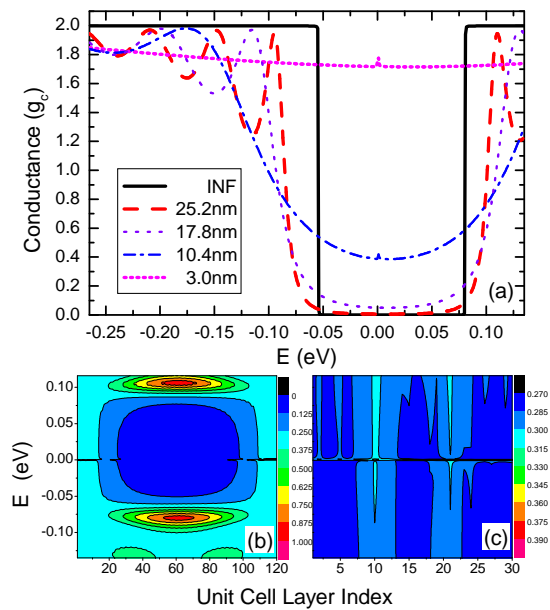 2.0
1.8
1.6
1.4
1.2
1.0
0.8
0.6
0.4
0.2
0.0
Conductance (gc)
INF
25.2nm
17.8nm
10.4nm
3.0nm
(a)
-0.25 -0.20 -0.15 -0.10 -0.05 0.00 0.05 0.10
E (eV)
E (eV)
0.10
0.05
0.00
-0.05
-0.10
(b)
20 40 60 80 100 120
0
0.125
0.250
0.375
0.500
0.625
0.750
0.875
1.000
(c)
5 10 15 20 25 30
0.270
0.285
0.300
0.315
0.330
0.345
0.360
0.375
0.390
Unit Cell Layer Index